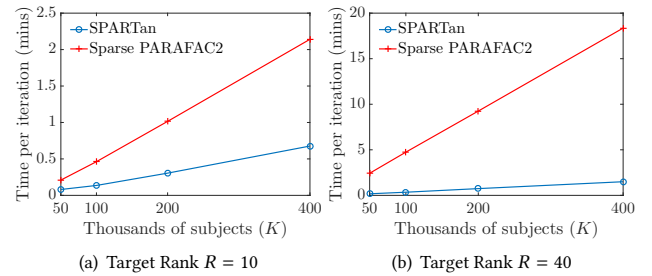 2.5
2
1.5
1
0.5
0
Time per iteration (mins)
SPARTan
Sparse PARAFAC2
50 100 200 400
Thousands of subjects (K)
(a) Target Rank R = 10
20
15
10
5
0
Time per iteration (mins)
SPARTan
Sparse PARAFAC2
50 100 200 400
Thousands of subjects (K)
(b) Target Rank R = 40